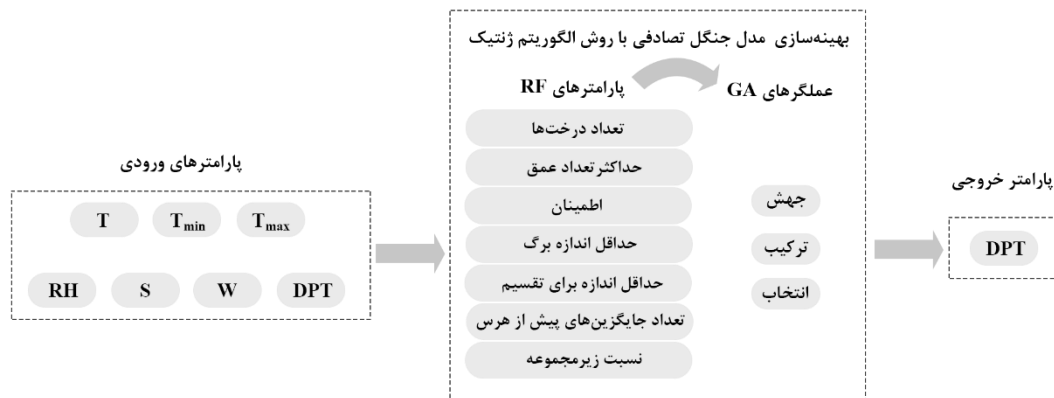 بهینه‌سازی مدل جنگل تصادفی با روش الگوریتم ژنتیک
پارامترهای RF
عملگرهای GA
تعداد درخت‌ها
حداکثر تعداد عمق
اطمینان
حداقل اندازه برگ
حداقل اندازه برای تقسیم
تعداد جایگزین‌های پیش از هرس
نسبت زیرمجموعه
جهش
ترکیب
انتخاب
پارامترهای ورودی
T
Tmin
Tmax
RH
S
W
DPT
پارامتر خروجی
DPT